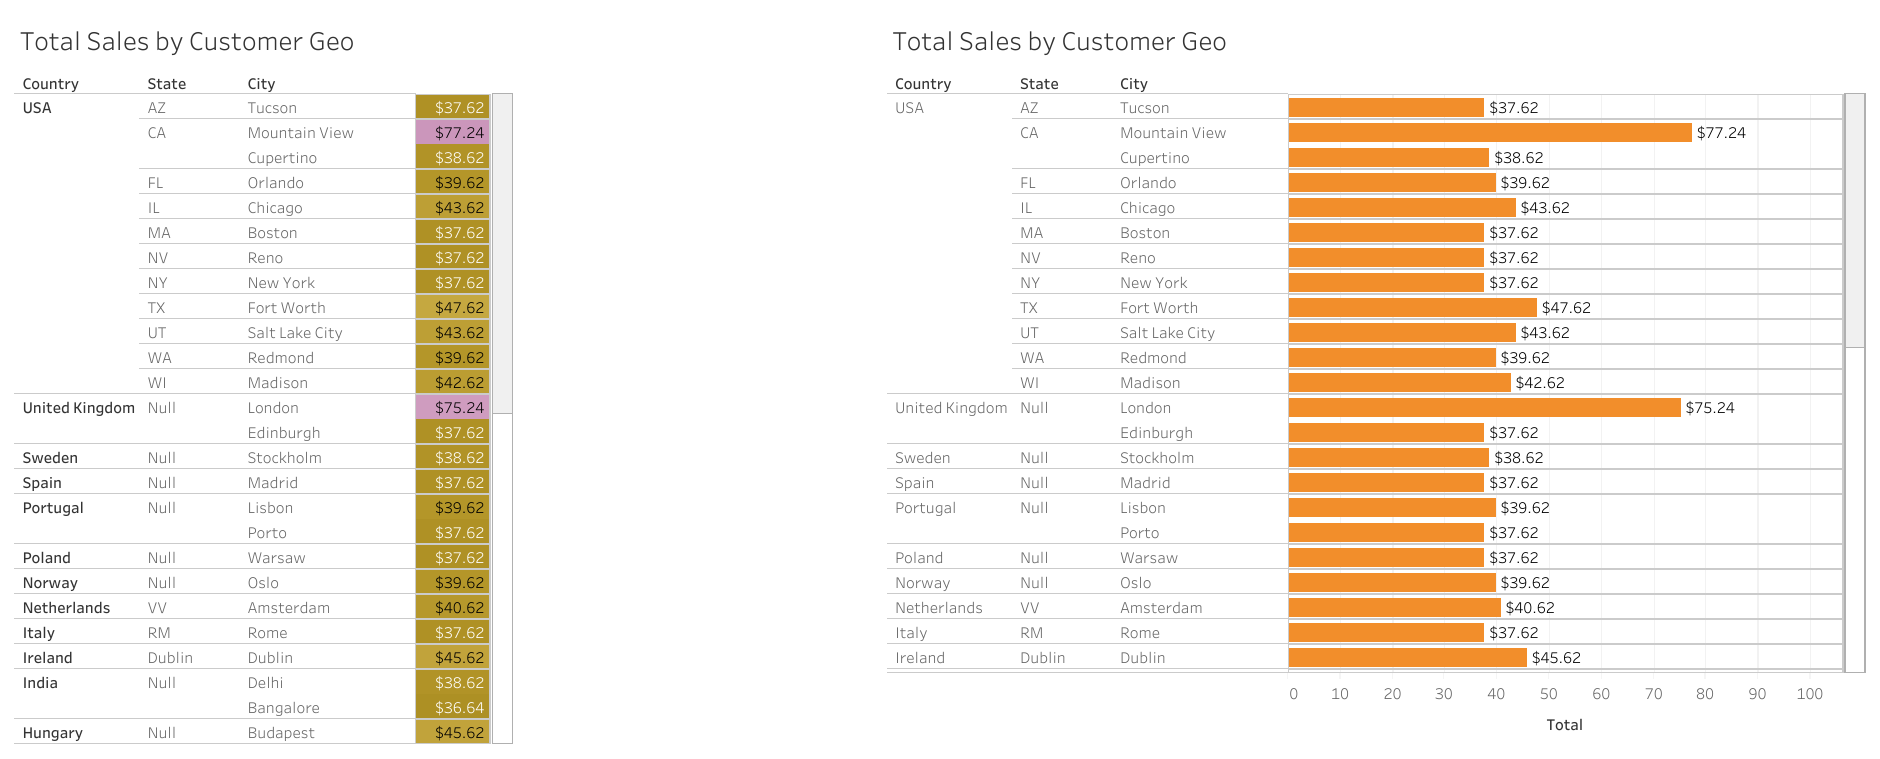 Total Sales by Customer Geo
Country State City
USA AZ Tucson $37.62
CA Mountain View $77.24
Cupertino $38.62
FL Orlando $39.62
IL Chicago $43.62
MA Boston $37.62
NV Reno $37.62
NY New York $37.62
TX Fort Worth $47.62
UT Salt Lake City $43.62
WA Redmond $39.62
WI Madison $42.62
United Kingdom Null London $75.24
Edinburgh $37.62
Sweden Null Stockholm $38.62
Spain Null Madrid $37.62
Portugal Null Lisbon $39.62
Porto $37.62
Poland Null Warsaw $37.62
Norway Null Oslo $39.62
Netherlands VV Amsterdam $40.62
Italy RM Rome $37.62
Ireland Dublin Dublin $45.62
India Null Delhi $38.62
Bangalore $36.64
Hungary Null Budapest $45.62
Total Sales by Customer Geo
Country State City
USA AZ Tucson $37.62
CA Mountain View $77.24
Cupertino $38.62
FL Orlando $39.62
IL Chicago $43.62
MA Boston $37.62
NV Reno $37.62
NY New York $37.62
TX Fort Worth $47.62
UT Salt Lake City $43.62
WA Redmond $39.62
WI Madison $42.62
United Kingdom Null London $75.24
Edinburgh $37.62
Sweden Null Stockholm $38.62
Spain Null Madrid $37.62
Portugal Null Lisbon $39.62
Porto $37.62
Poland Null Warsaw $37.62
Norway Null Oslo $39.62
Netherlands VV Amsterdam $40.62
Italy RM Rome $37.62
Ireland Dublin Dublin $45.62
0 10 20 30 40 50 60 70 80 90 100
Total